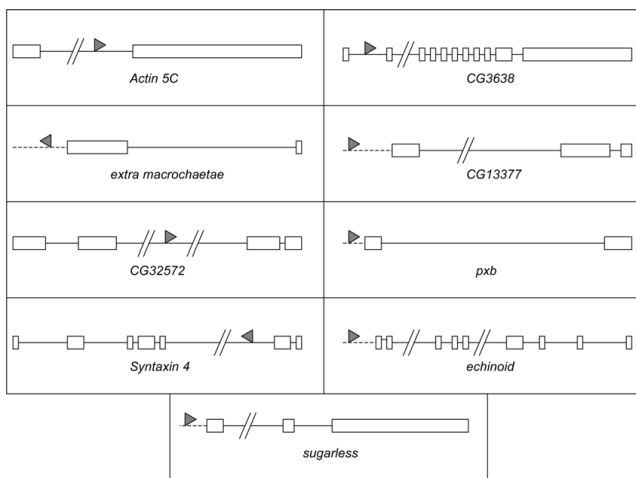 Actin 5C
CG3638
extra macrochaetae
CG13377
CG32572
pxb
Syntaxin 4
echinoid
sugarless